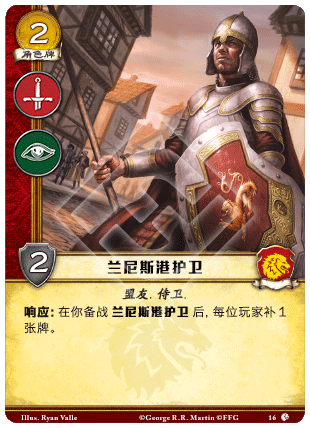 2
角色牌
2
兰尼斯港护卫
盟友. 侍卫.
响应: 在你备战 兰尼斯港护卫 后, 每位玩家补 1
张牌.
Illus. Ryan Valle ©George R.R. Martin ©FFG 16